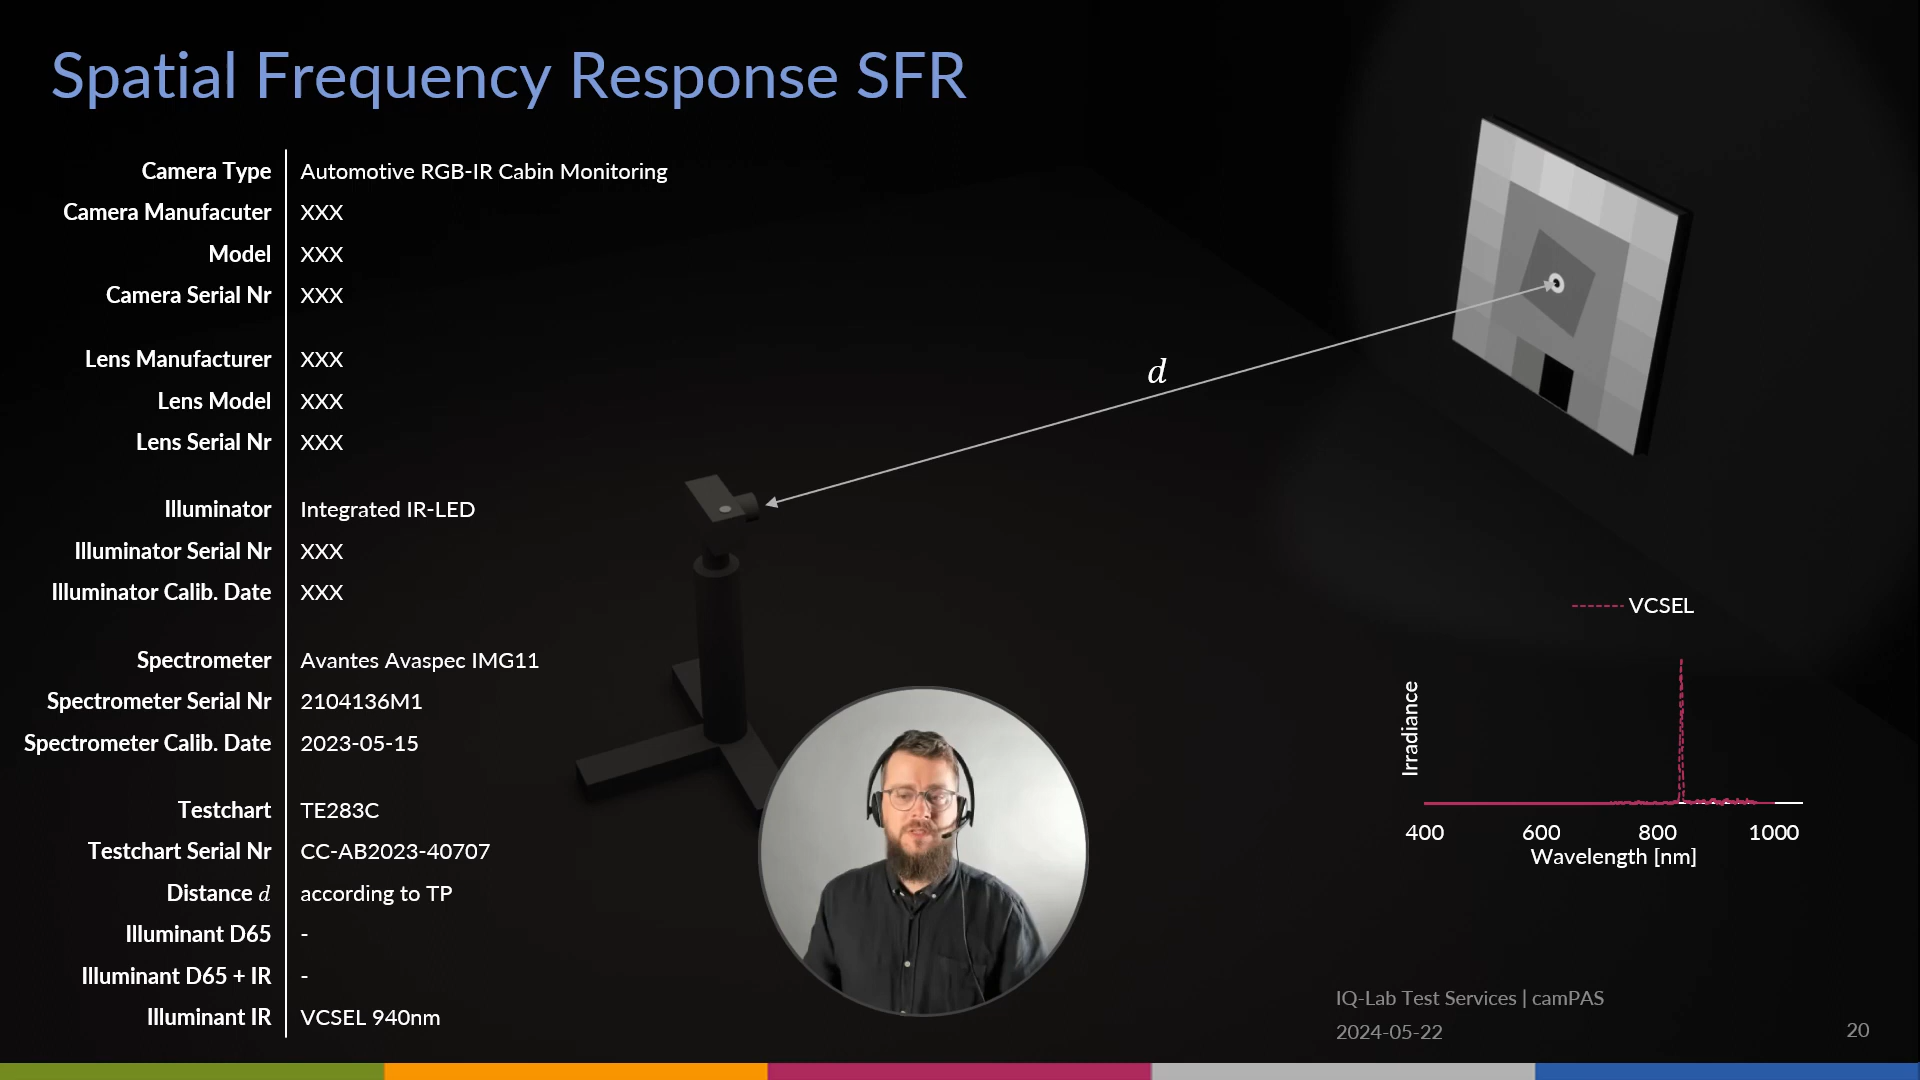 Spatial Frequency Response SFR
Camera Type Automotive RGB-IR Cabin Monitoring
Camera Manufacuter XXX
Model XXX
Camera Serial Nr XXX
Lens Manufacturer XXX
Lens Model XXX
Lens Serial Nr XXX
Illuminator Integrated IR-LED
Illuminator Serial Nr XXX
Illuminator Calib. Date XXX
Spectrometer Avantes Avaspec IMG11
Spectrometer Serial Nr 2104136M1
Spectrometer Calib. Date 2023-05-15
Testchart TE283C
Testchart Serial Nr CC-AB2023-40707
Distance d according to TP
Illuminant D65 -
Illuminant D65 + IR -
Illuminant IR VCSEL 940nm
d
VCSEL
Irradiance
400 600 800 1000
Wavelength [nm]
IQ-Lab Test Services | camPAS
2024-05-22
20